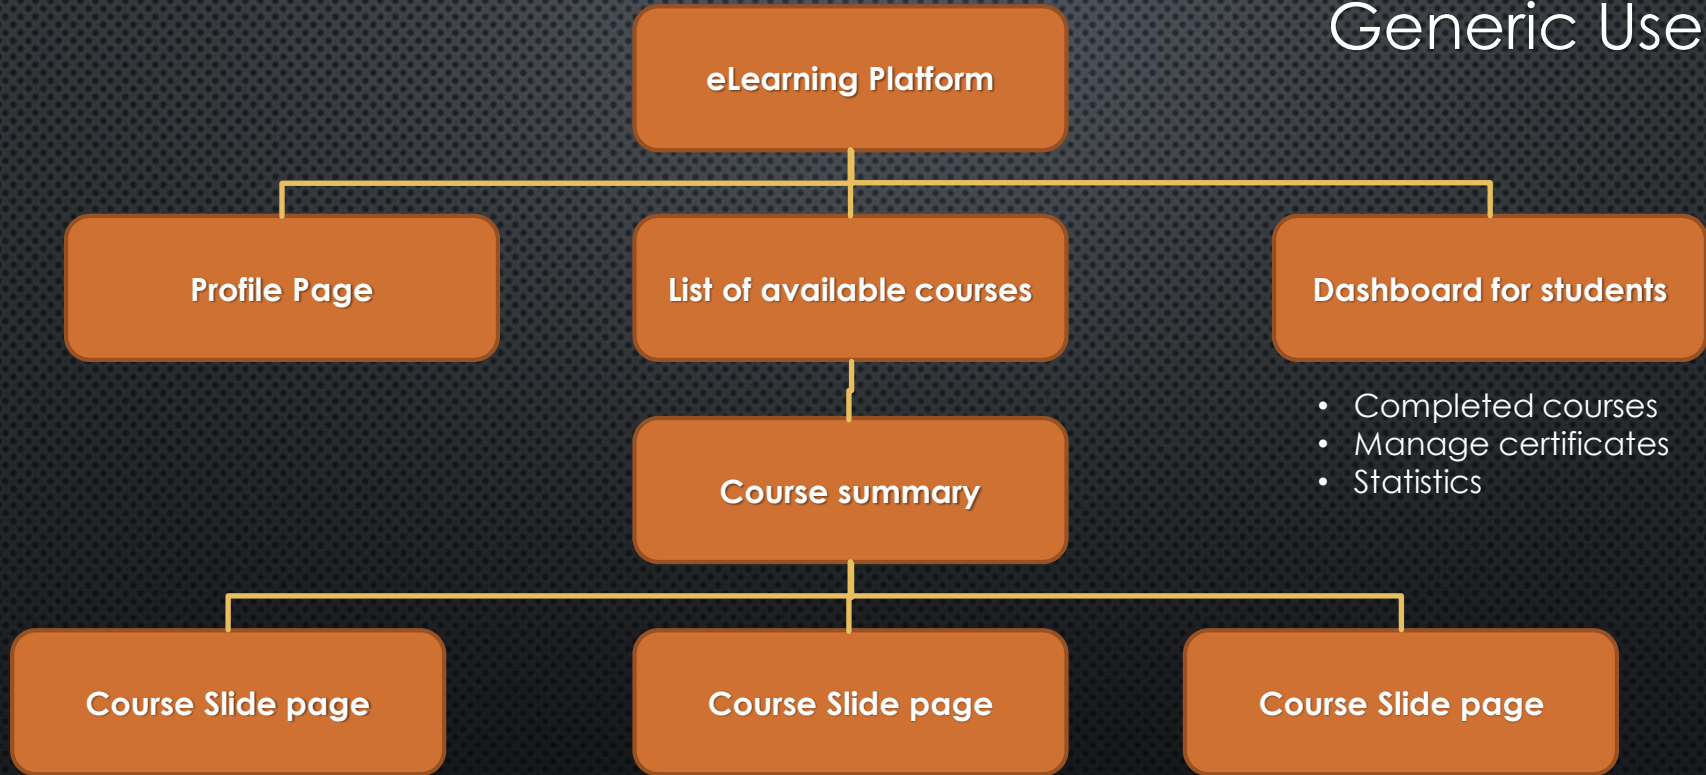 Generic Use
eLearning Platform
Profile Page
List of available courses
Dashboard for students
• Completed courses
• Manage certificates
• Statistics
Course summary
Course Slide page
Course Slide page
Course Slide page